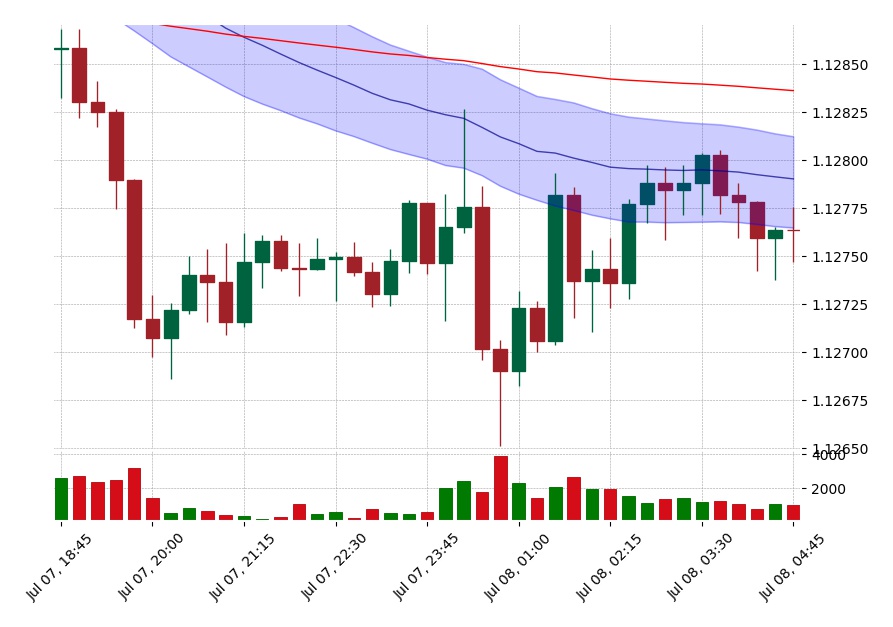 1.12850
1.12825
1.12800
1.12775
1.12750
1.12725
1.12700
1.12675
1.12650
4000
2000
Jul 07, 18:45
Jul 07, 20:00
Jul 07, 21:15
Jul 07, 22:30
Jul 07, 23:45
Jul 08, 01:00
Jul 08, 02:15
Jul 08, 03:30
Jul 08, 04:45